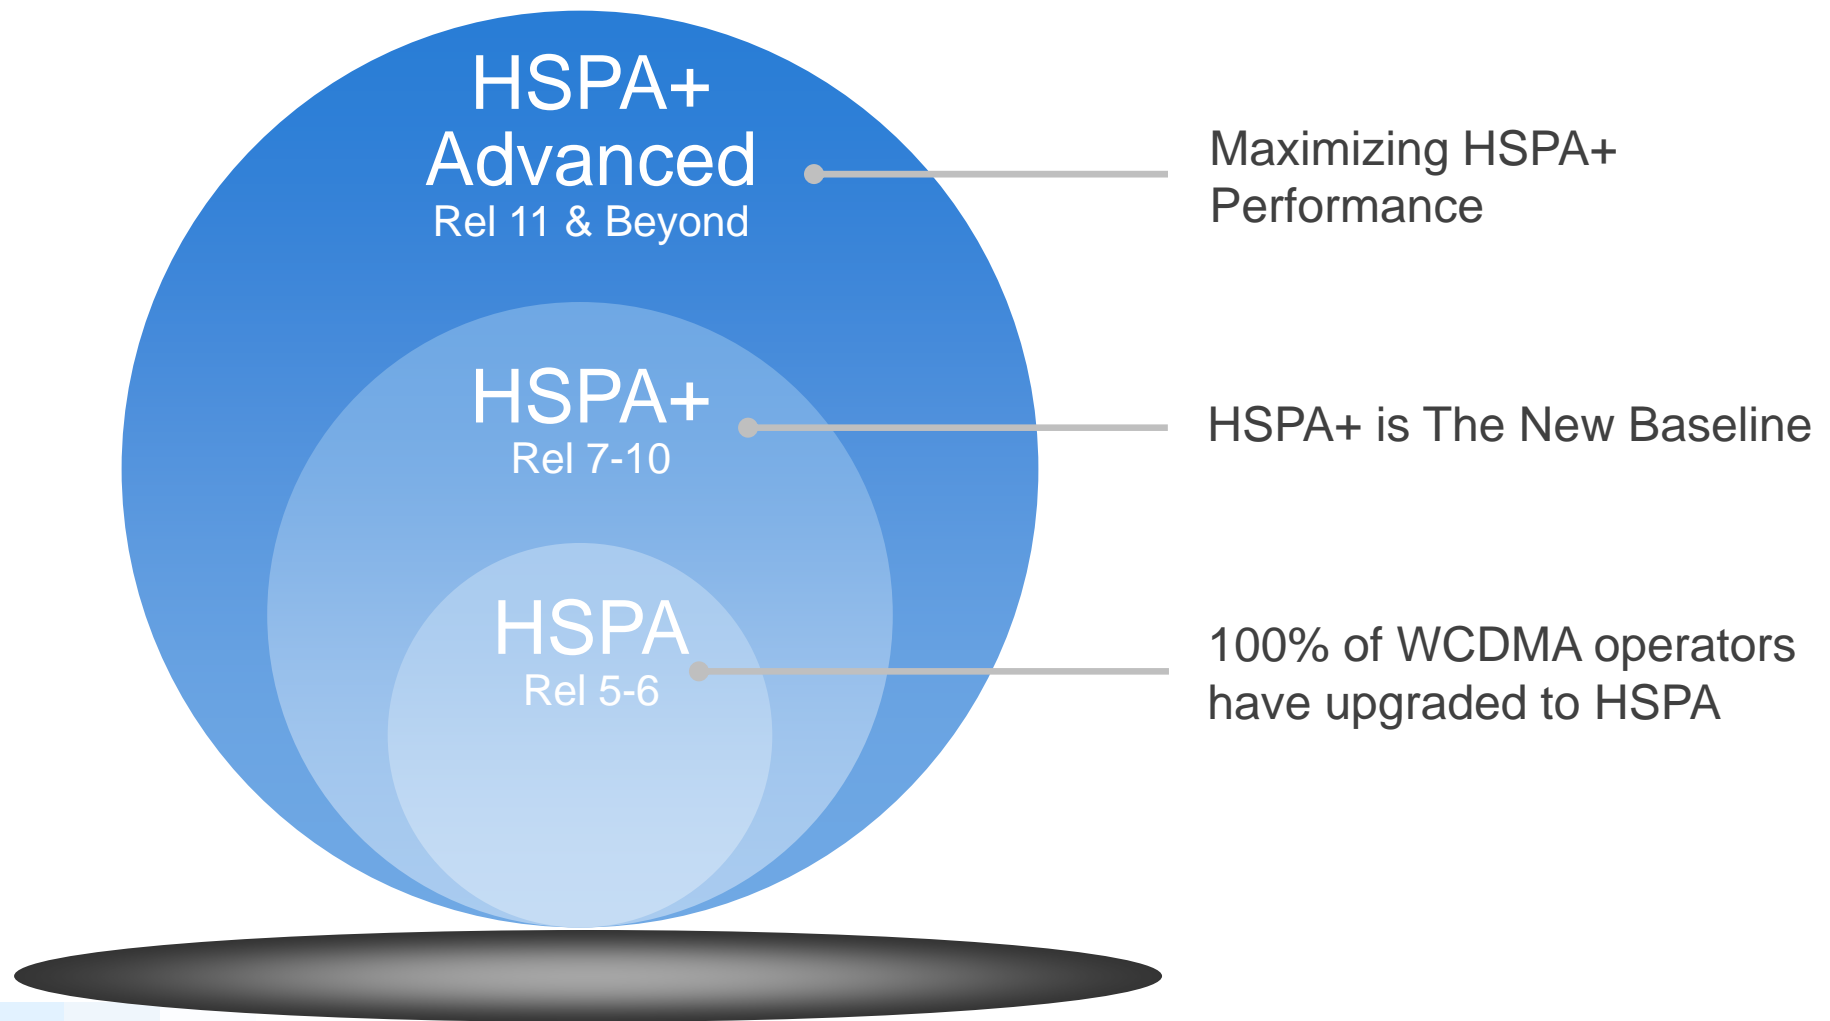 HSPA+
Advanced
Rel 11 & Beyond
Maximizing HSPA+
Performance
HSPA+
Rel 7-10
HSPA+ is The New Baseline
HSPA
Rel 5-6
100% of WCDMA operators
have upgraded to HSPA